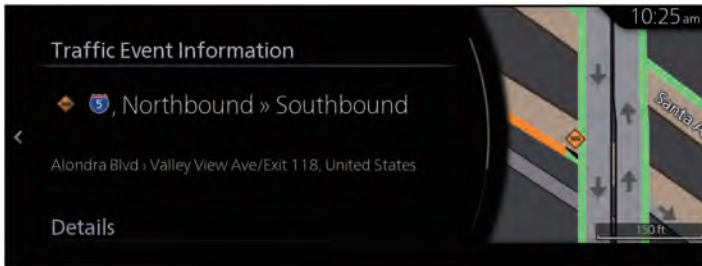 10:25 am
Traffic Event Information
5, Northbound » Southbound
Santa A
Alondra Blvd › Valley View Ave/Exit 118, United States
Details
150 ft